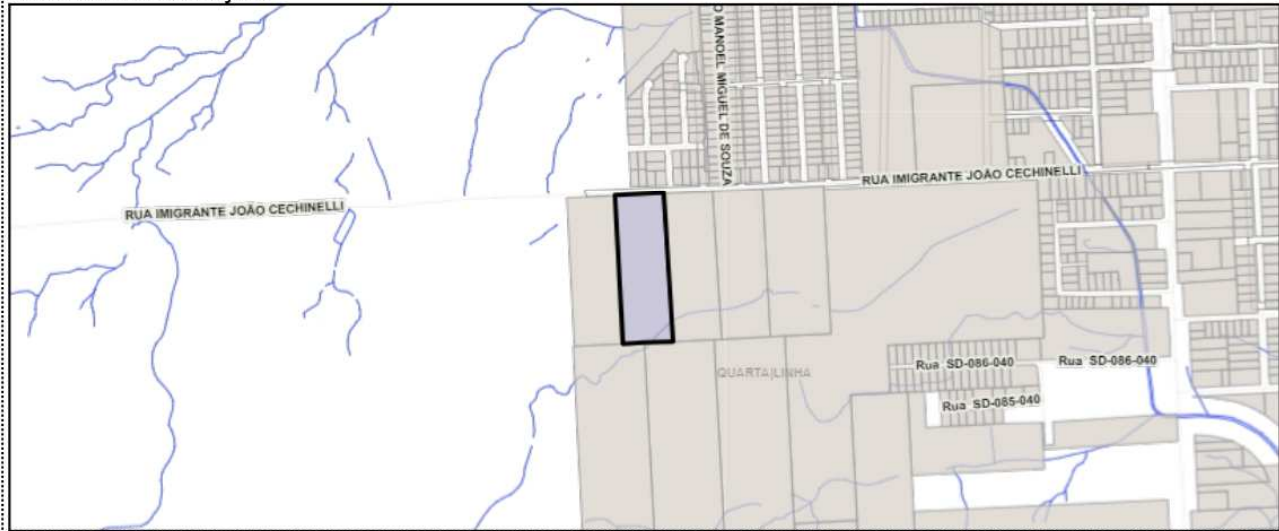 O MANOEL MIGUEL DE SOUZA
RUA IMIGRANTE JOÃO CECHINELLI
RUA IMIGRANTE JOÃO CECHINELLI
QUARTA LINHA
Rua SD-086-040
Rua SD-086-040
Rua SD-085-040